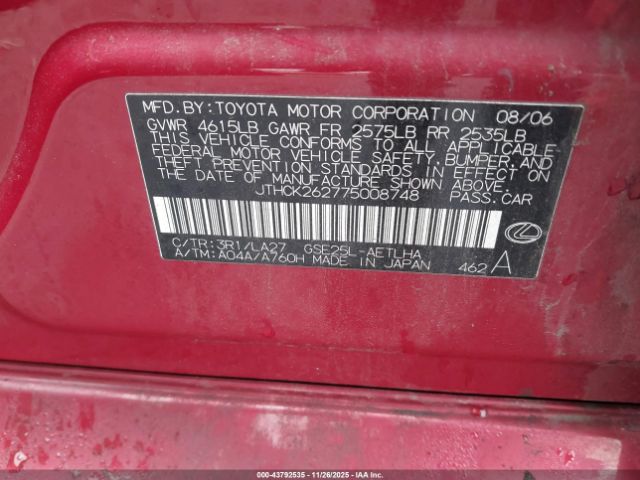 MFD.BY:TOYOTA MOTOR CORPORATION 08/06
GVWR 4615LB GAWR FR 2575LB RR 2535LB
THIS VEHICLE CONFORMS TO ALL APPLICABLE
FEDERAL MOTOR VEHICLE SAFETY,BUMPER,AND
THEFT PREVENTION STANDARDS IN EFFECT ON
THE DATE OF MANUFACTURE SHOWN ABOVE.
JTHCK262775008748 PASS.CAR
C/TR:3R1/LA27 GSE25L-AETLHA
A/TM:A04A/A760H MADE IN JAPAN 462 A
000-43792535 - 11/26/2025 - IAAI.CA